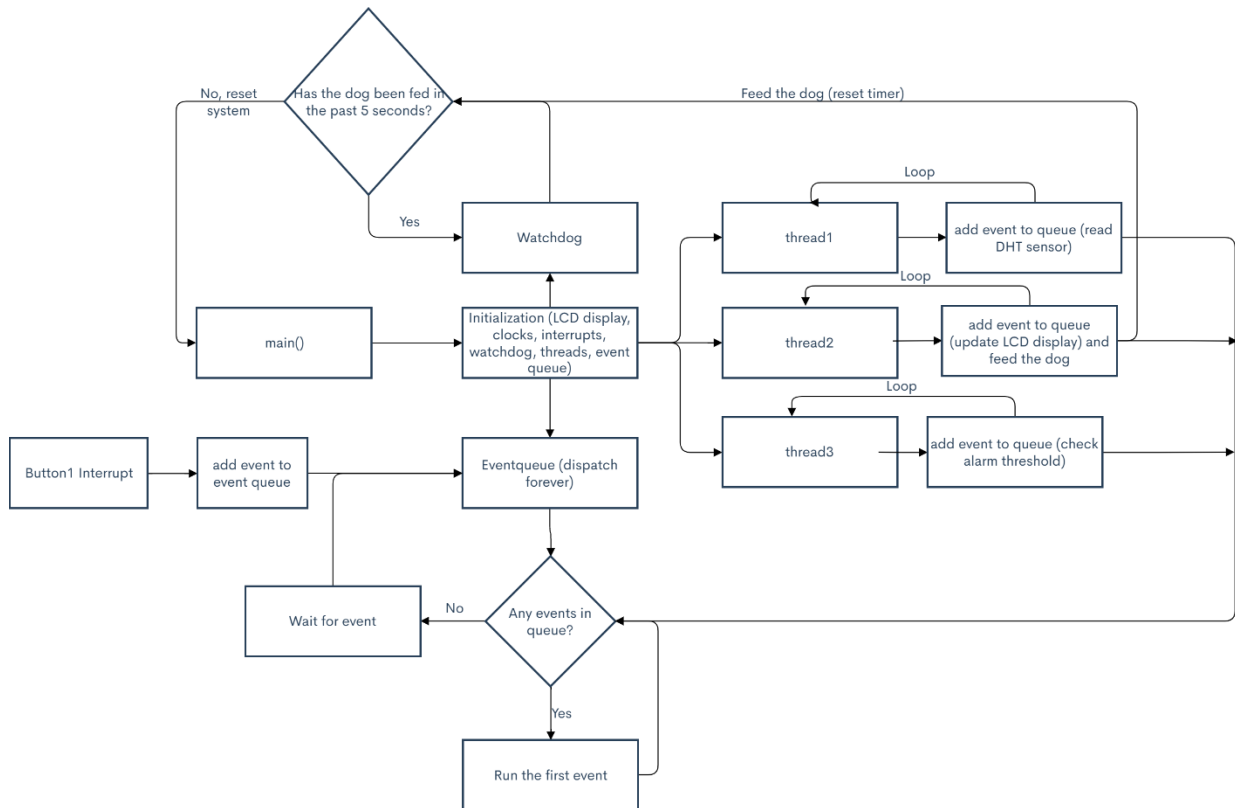 No, reset
system
Has the dog been fed in
the past 5 seconds?
Feed the dog (reset timer)
Yes
Watchdog
Loop
thread1
add event to queue (read
DHT sensor)
main()
Initialization (LCD display,
clocks, interrupts,
watchdog, threads, event
queue)
Loop
thread2
add event to queue
(update LCD display) and
feed the dog
Loop
thread3
add event to queue (check
alarm threshold)
Button1 Interrupt
add event to
event queue
Eventqueue (dispatch
forever)
Wait for event
No
Any events in
queue?
Yes
Run the first event